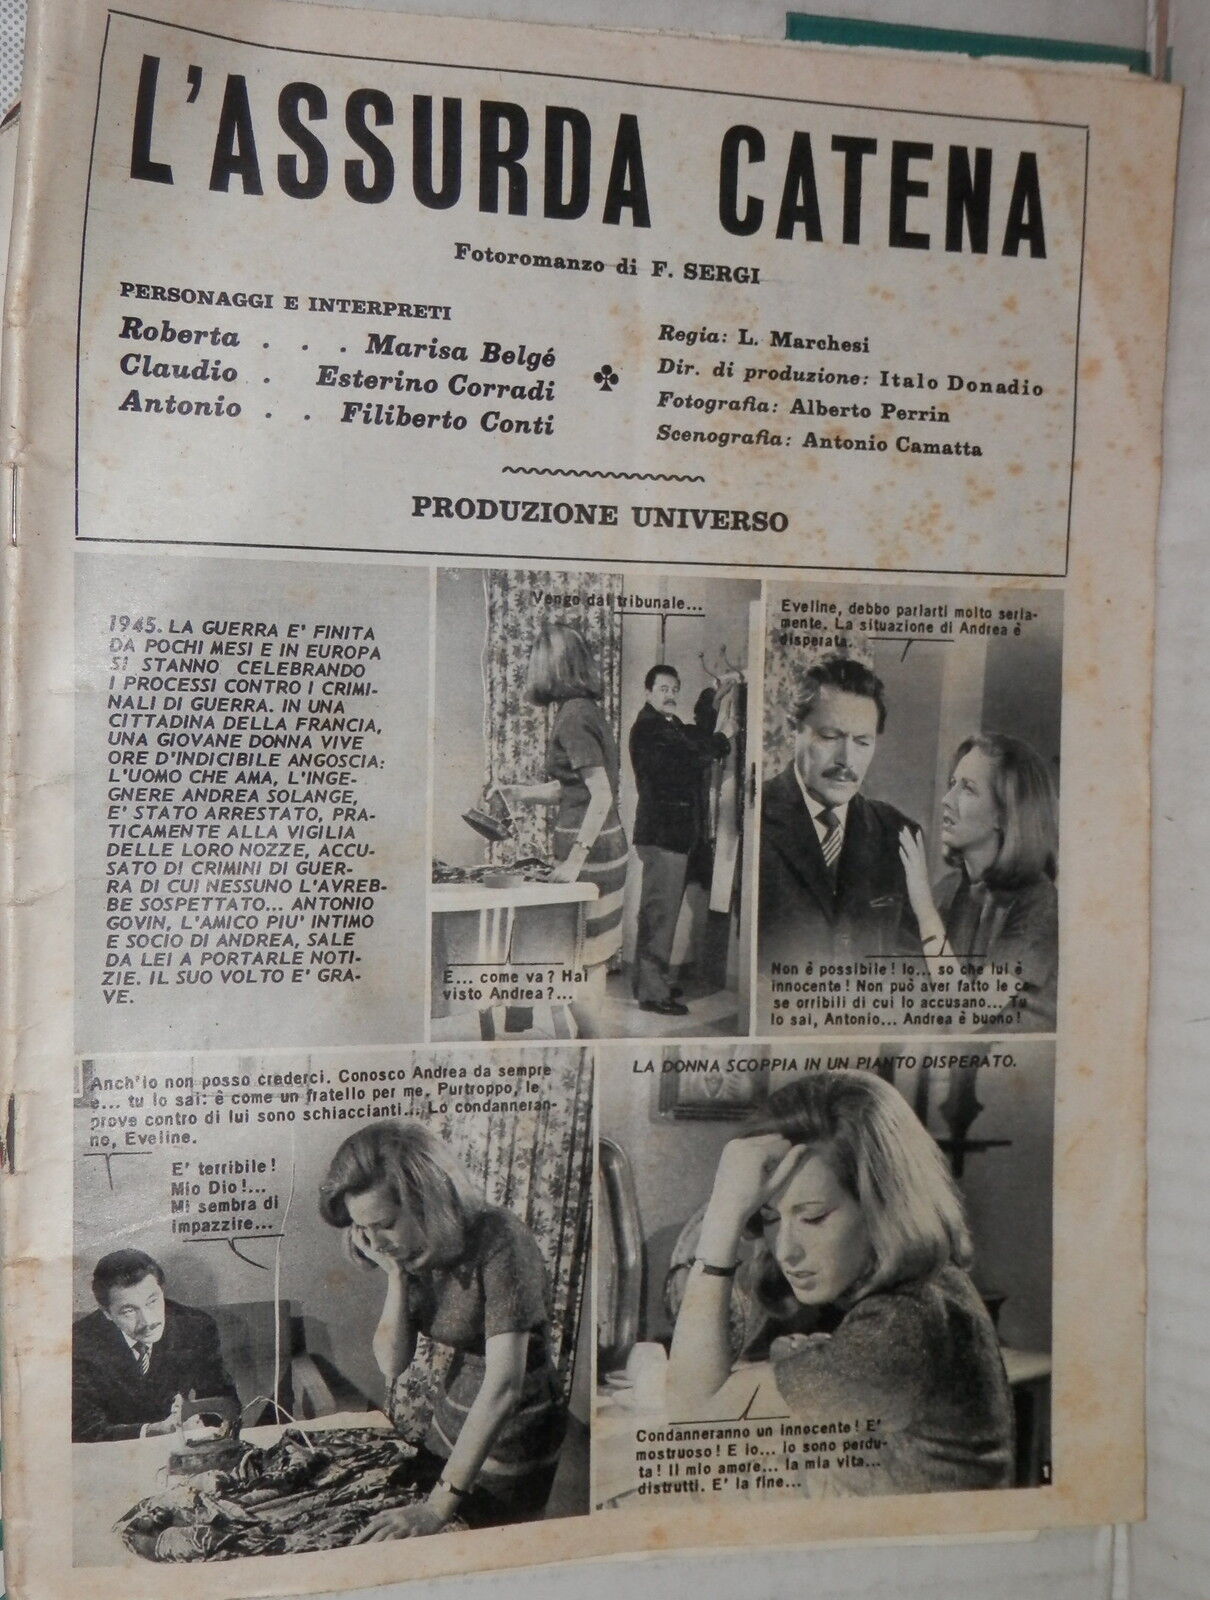 L'ASSURDA CATENA
Fotoromanzo di F. SERGI
PERSONAGGI E INTERPRETI
Roberta . . . Marisa Belgé
Claudio . Esterino Corradi
Antonio . . Filiberto Conti
Regia: L. Marchesi
Dir. di produzione: Italo Donadio
Fotografia: Alberto Perrin
Scenografia: Antonio Camatta
PRODUZIONE UNIVERSO
1945. LA GUERRA E' FINITA
DA POCHI MESI E IN EUROPA
SI STANNO CELEBRANDO
I PROCESSI CONTRO I CRIMI-
NALI DI GUERRA. IN UNA
CITTADINA DELLA FRANCIA,
UNA GIOVANE DONNA VIVE
ORE D'INDICIBILE ANGOSCIA:
L'UOMO CHE AMA, L'INGE-
GNERE ANDREA SOLANGE,
E' STATO ARRESTATO, PRA-
TICAMENTE ALLA VIGILIA
DELLE LORO NOZZE, ACCU-
SATO DI CRIMINI DI GUER-
RA DI CUI NESSUNO L'AVREB-
BE SOSPETTATO... ANTONIO
GOVIN, L'AMICO PIU' INTIMO
E SOCIO DI ANDREA, SALE
DA LEI A PORTARLE NOTI-
ZIE. IL SUO VOLTO E' GRA-
VE.
Vengo dal tribunale...
E... come va? Hai
visto Andrea?...
Eveline, debbo parlarti molto seria-
mente. La situazione di Andrea è
disperata.
Non è possibile! Io... so che lui è
innocente! Non può aver fatto le co-
se orribili di cui lo accusano... Tu
lo sai, Antonio... Andrea è buono!
Anch'io non posso crederci. Conosco Andrea da sempre
e... tu lo sai: è come un fratello per me. Purtroppo, le
prove contro di lui sono schiaccianti... Lo condanneran-
no, Eveline.
E' terribile!
Mio Dio!...
Mi sembra di
impazzire...
LA DONNA SCOPPIA IN UN PIANTO DISPERATO.
Condanneranno un innocente! E'
mostruoso! E io... io sono perdu-
ta! Il mio amore... la mia vita...
distrutti. E' la fine...
1